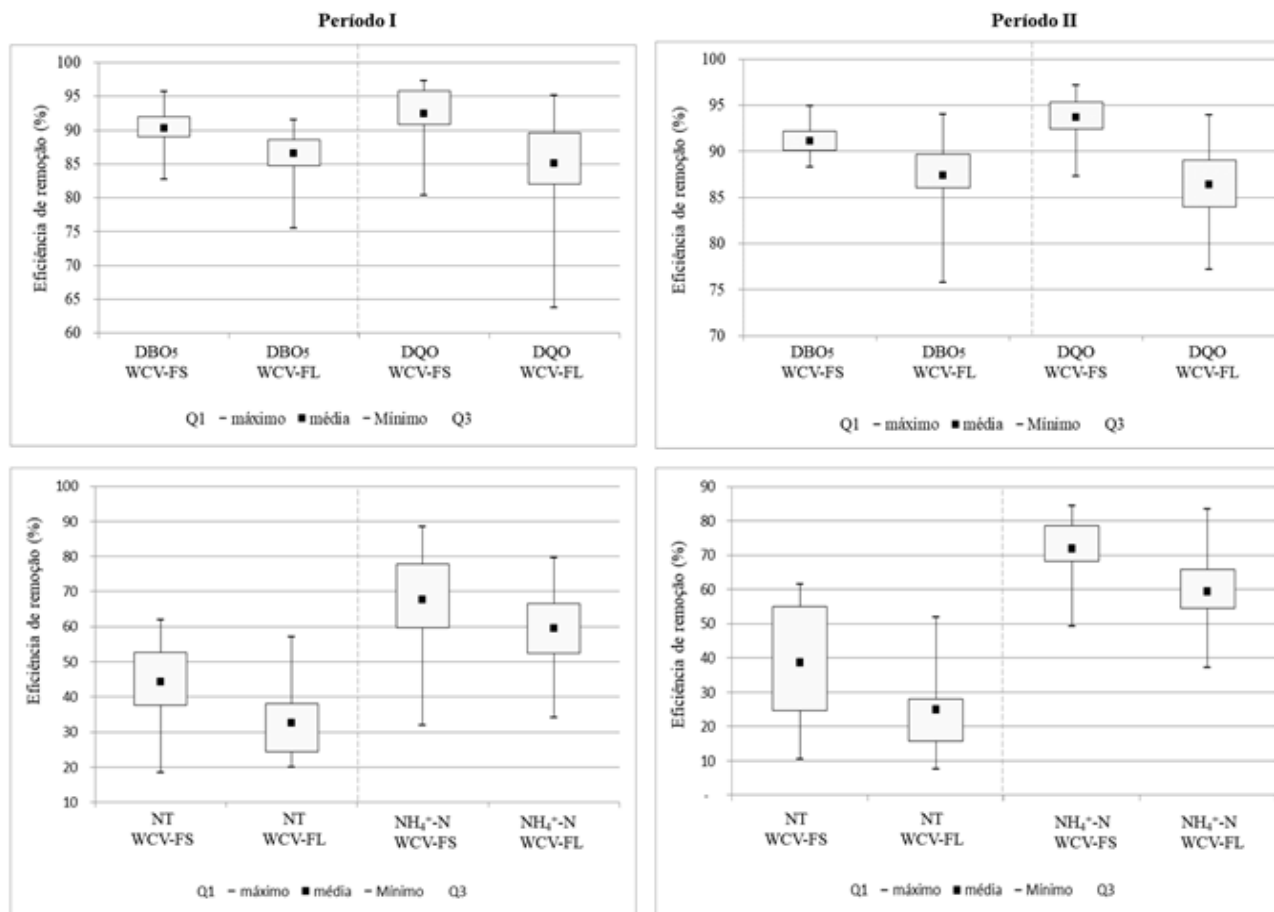 Período I
Período II
Eficiência de remoção (%)
100
95
90
85
80
75
70
65
60
DBO₅ DBO₅ DQO DQO
WCV-FS WCV-FL WCV-FS WCV-FL
Q1 – máximo ■ média – Mínimo Q3
Eficiência de remoção (%)
100
95
90
85
80
75
70
DBO₅ DBO₅ DQO DQO
WCV-FS WCV-FL WCV-FS WCV-FL
Q1 – máximo ■ média – Mínimo Q3
Eficiência de remoção (%)
100
90
80
70
60
50
40
30
20
10
NT NT NH₄⁺-N NH₄⁺-N
WCV-FS WCV-FL WCV-FS WCV-FL
Q1 – máximo ■ média – Mínimo Q3
Eficiência de remoção (%)
90
80
70
60
50
40
30
20
10
-
NT NT NH₄⁺-N NH₄⁺-N
WCV-FS WCV-FL WCV-FS WCV-FL
Q1 – máximo ■ média – Mínimo Q3